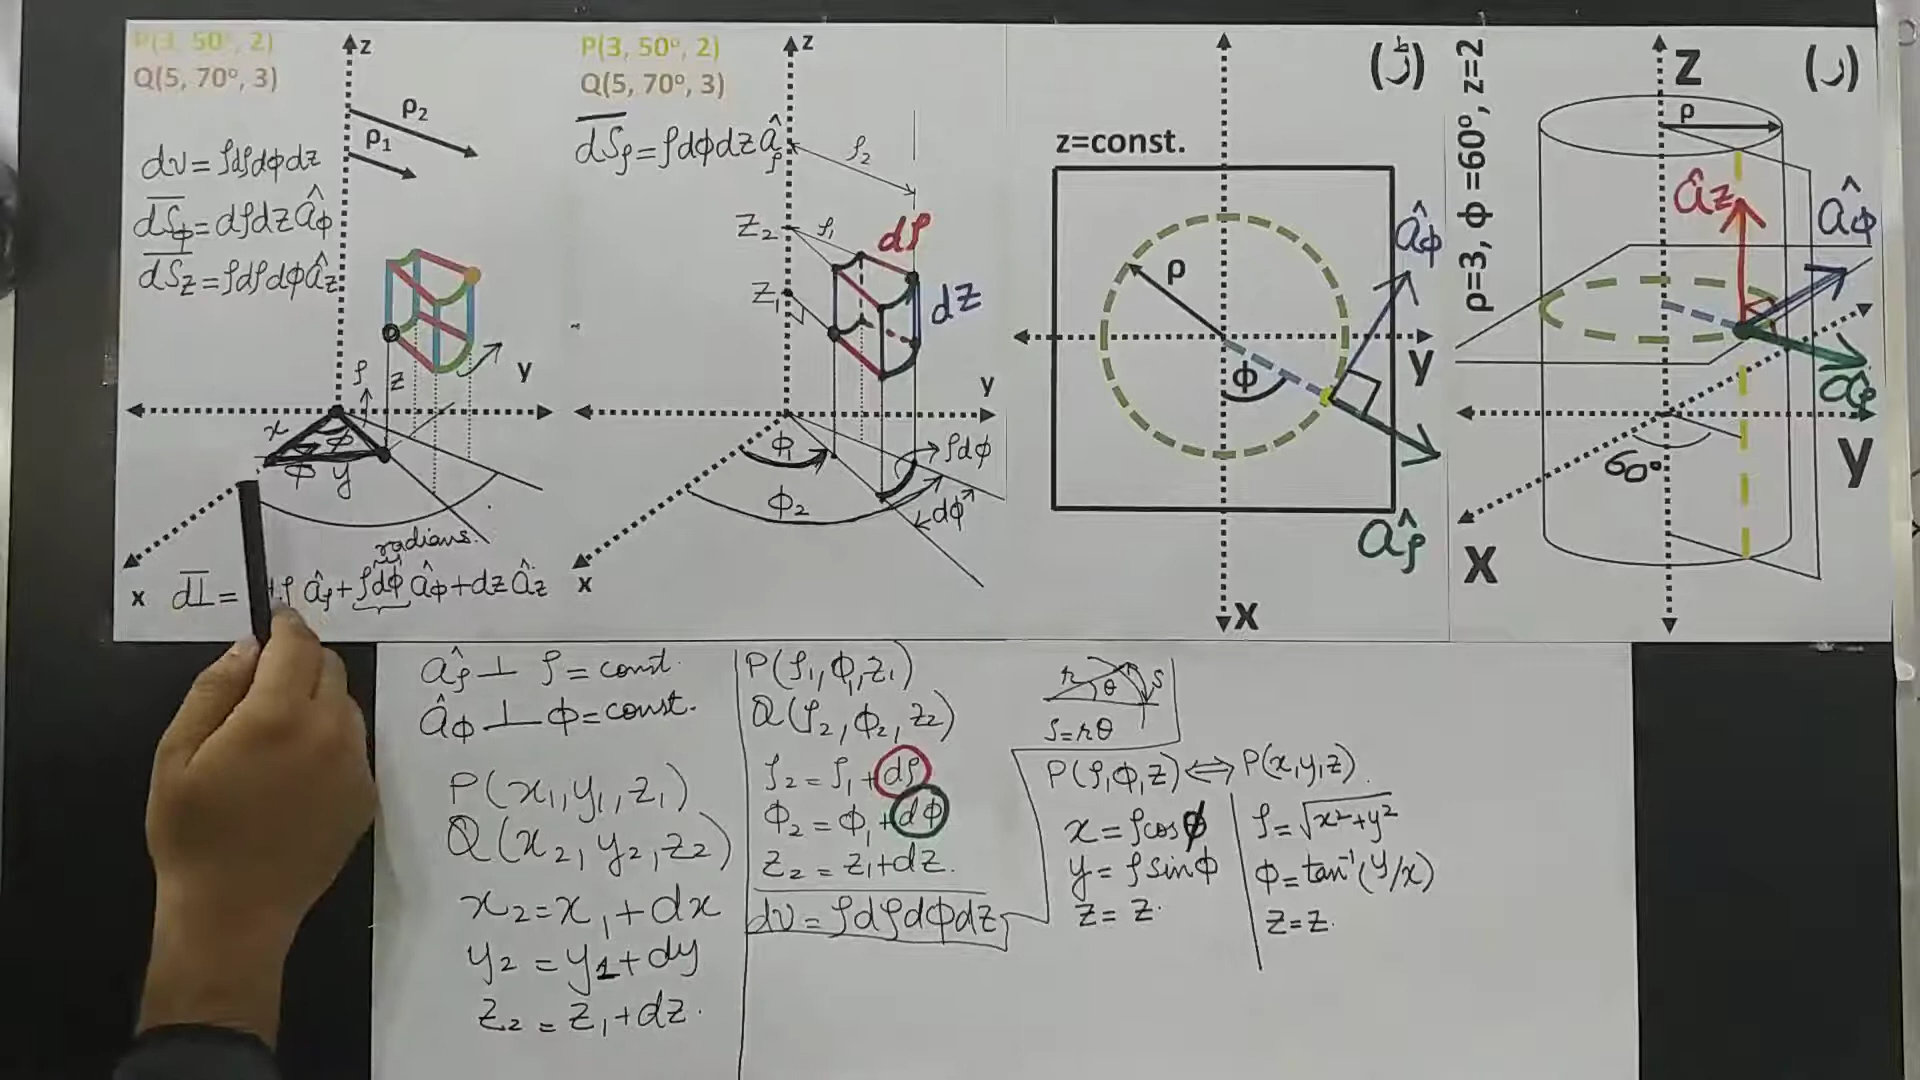 P(3, 50°, 2)
Q(5, 70°, 3)
z
ρ2
ρ1
dv = ρdρdφdz
dSφ = dρdz âφ
dSz = ρdρdφ âz
ρ
z
y
x
φ
φ y
radians.
x
dL = ρ âρ + ρdφ âφ + dz âz
P(3, 50°, 2)
Q(5, 70°, 3)
z
dSρ = ρdφdz âρ
ρ2
Z2
ρ1
dρ
Z1
dz
y
φ1
ρdφ
φ2
dφ
x
(ڑ)
z=const.
âφ
ρ
φ
y
âρ
x
ρ=3, φ=60°, z=2
(ر)
z
ρ
âz
âφ
âρ
60°
y
x
âρ ⊥ ρ = const.
âφ ⊥ φ = const.
P(x1, y1, z1)
Q(x2, y2, z2)
x2 = x1 + dx
y2 = y1 + dy
z2 = z1 + dz.
P(ρ1, φ1, z1)
Q(ρ2, φ2, z2)
ρ2 = ρ1 + dρ
φ2 = φ1 + dφ
z2 = z1 + dz.
dv = ρdρdφdz
r θ s
s = rθ
P(ρ, φ, z) ⇔ P(x, y, z).
x = ρcosφ
y = ρsinφ
z = z.
ρ = √x²+y²
φ = tan⁻¹(y/x)
z = z.